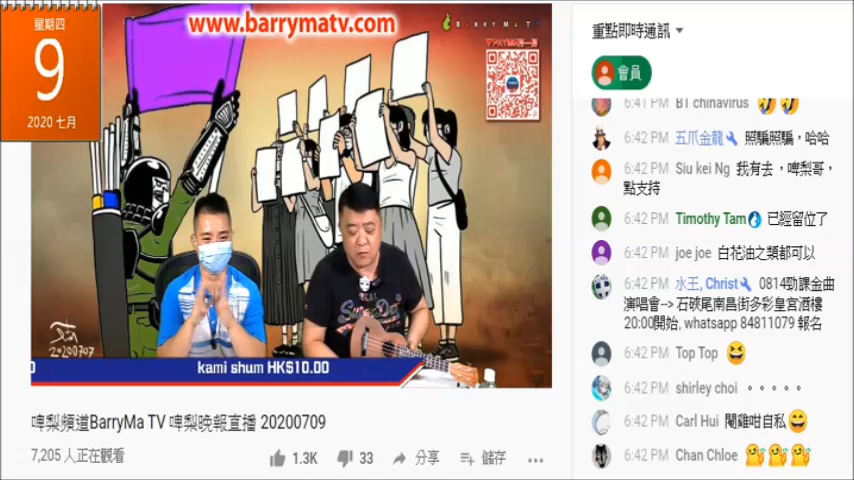 星期四
9
2020 七月
www.barrymatv.com
BARRYMA TV
kami shum HK$10.00
20200707
啤梨頻道BarryMa TV 啤梨晚報直播 20200709
7,205 人正在觀看
1.3K
33
分享
儲存
重點即時通訊
會員
6:41 PM BT chinavirus
6:42 PM 五爪金龍 照騙照騙，哈哈
6:42 PM Siu kei Ng 我有去，啤梨哥，
點支持
6:42 PM Timothy Tam 已經留位了
6:42 PM joe joe 白花油之類都可以
6:42 PM 水王, Christ 0814勁課金曲
演唱會--> 石硤尾南昌街多彩皇宮酒樓
20:00開始, whatsapp 84811079 報名
6:42 PM Top Top
6:42 PM shirley choi 。。。。。
6:42 PM Carl Hui 閹雞咁自私
6:42 PM Chan Chloe